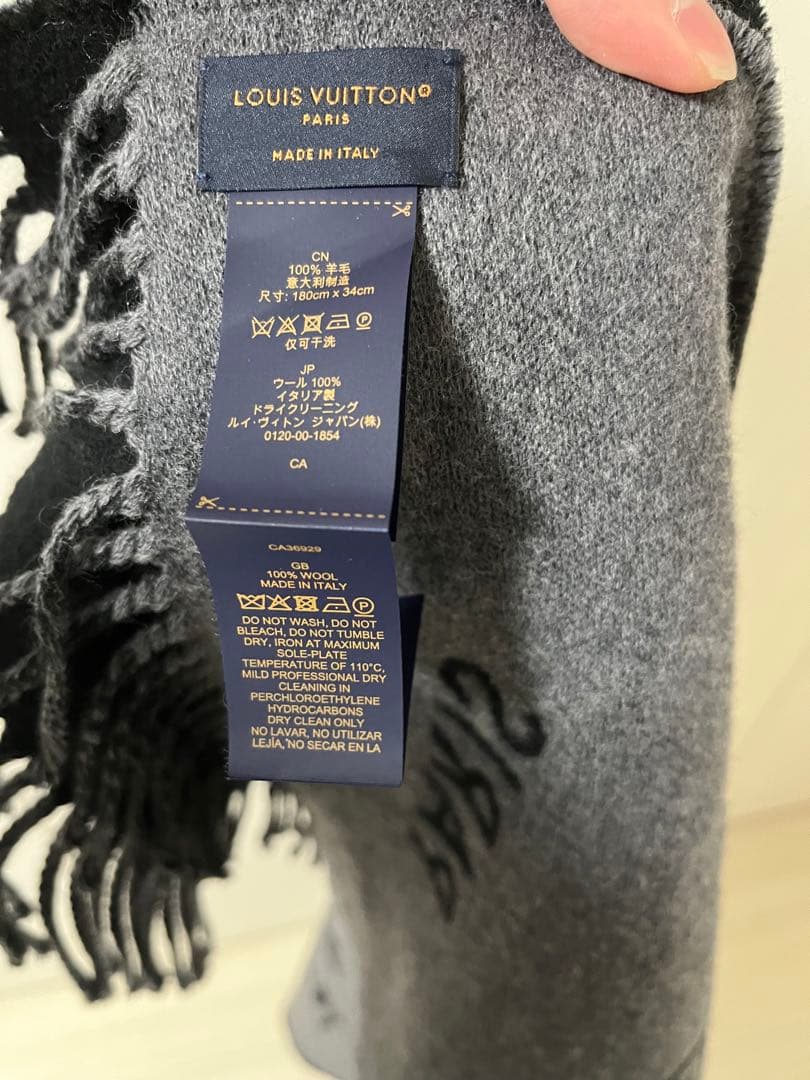 LOUIS VUITTON®
PARIS
MADE IN ITALY
CN
100% 羊毛
意大利制造
尺寸: 180cm x 34cm
P
仅可干洗
JP
ウール 100%
イタリア製
ドライクリーニング
ルイ・ヴィトン ジャパン(株)
0120-00-1854
CA
CA36929
GB
100% WOOL
MADE IN ITALY
P
DO NOT WASH, DO NOT
BLEACH, DO NOT TUMBLE
DRY, IRON AT MAXIMUM
SOLE-PLATE
TEMPERATURE OF 110°C,
MILD PROFESSIONAL DRY
CLEANING IN
PERCHLOROETHYLENE
HYDROCARBONS
DRY CLEAN ONLY
NO LAVAR, NO UTILIZAR
LEJÍA, NO SECAR EN LA
PARIS